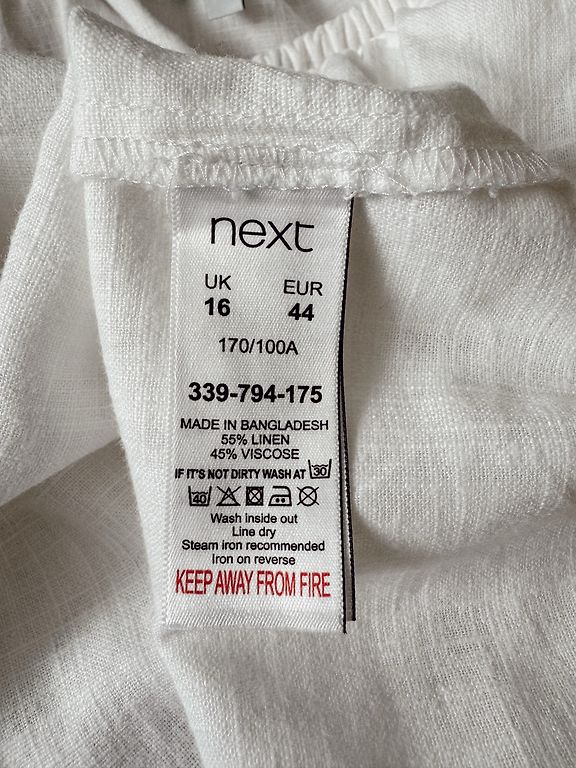 next
UK EUR
16 44
170/100A
339-794-175
MADE IN BANGLADESH
55% LINEN
45% VISCOSE
IF IT'S NOT DIRTY WASH AT 30
40
Wash inside out
Line dry
Steam iron recommended
Iron on reverse
KEEP AWAY FROM FIRE